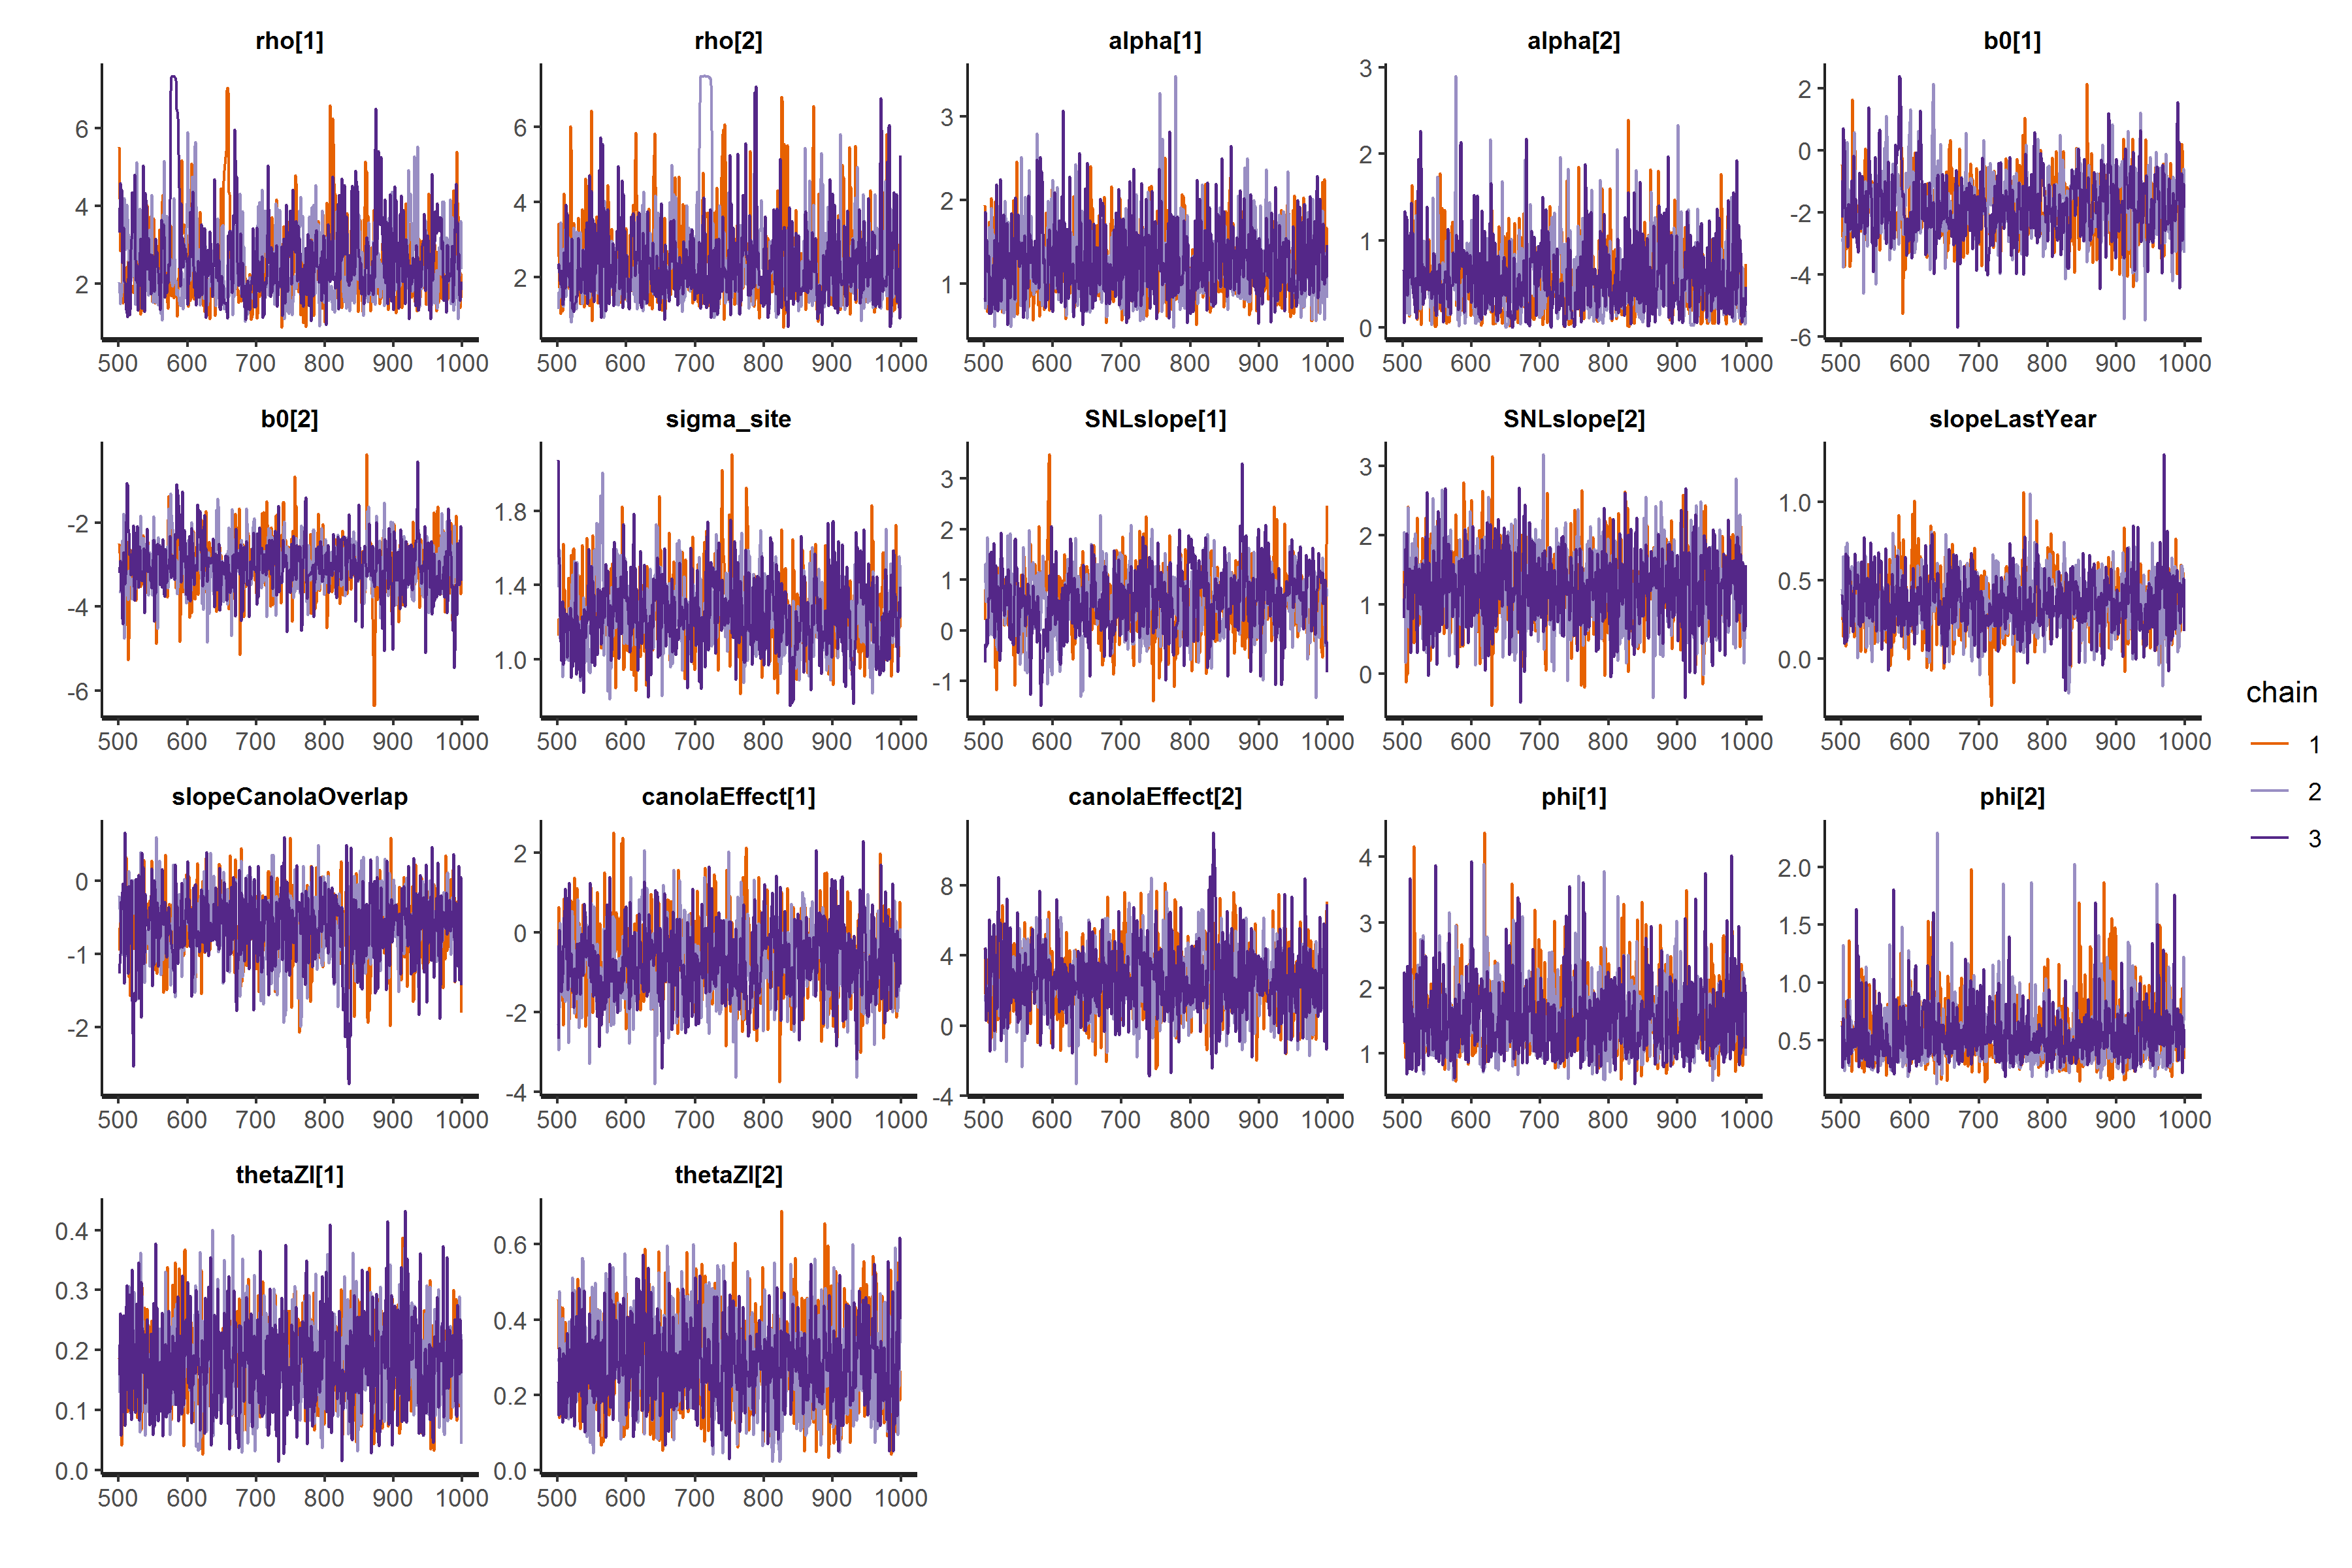 rho[1] rho[2] alpha[1] alpha[2] b0[1]
6 4 2
6 4 2
3 2 1
3 2 1 0
2 0 -2 -4 -6
500 600 700 800 900 1000 500 600 700 800 900 1000 500 600 700 800 900 1000 500 600 700 800 900 1000 500 600 700 800 900 1000
b0[2] sigma_site SNLslope[1] SNLslope[2] slopeLastYear
-2 -4 -6
1.8 1.4 1.0
3 2 1 0 -1
3 2 1 0
1.0 0.5 0.0
500 600 700 800 900 1000 500 600 700 800 900 1000 500 600 700 800 900 1000 500 600 700 800 900 1000 500 600 700 800 900 1000
chain
1
2
3
slopeCanolaOverlap canolaEffect[1] canolaEffect[2] phi[1] phi[2]
0 -1 -2
2 0 -2 -4
8 4 0 -4
4 3 2 1
2.0 1.5 1.0 0.5
500 600 700 800 900 1000 500 600 700 800 900 1000 500 600 700 800 900 1000 500 600 700 800 900 1000 500 600 700 800 900 1000
thetaZI[1] thetaZI[2]
0.4 0.3 0.2 0.1 0.0
0.6 0.4 0.2 0.0
500 600 700 800 900 1000 500 600 700 800 900 1000